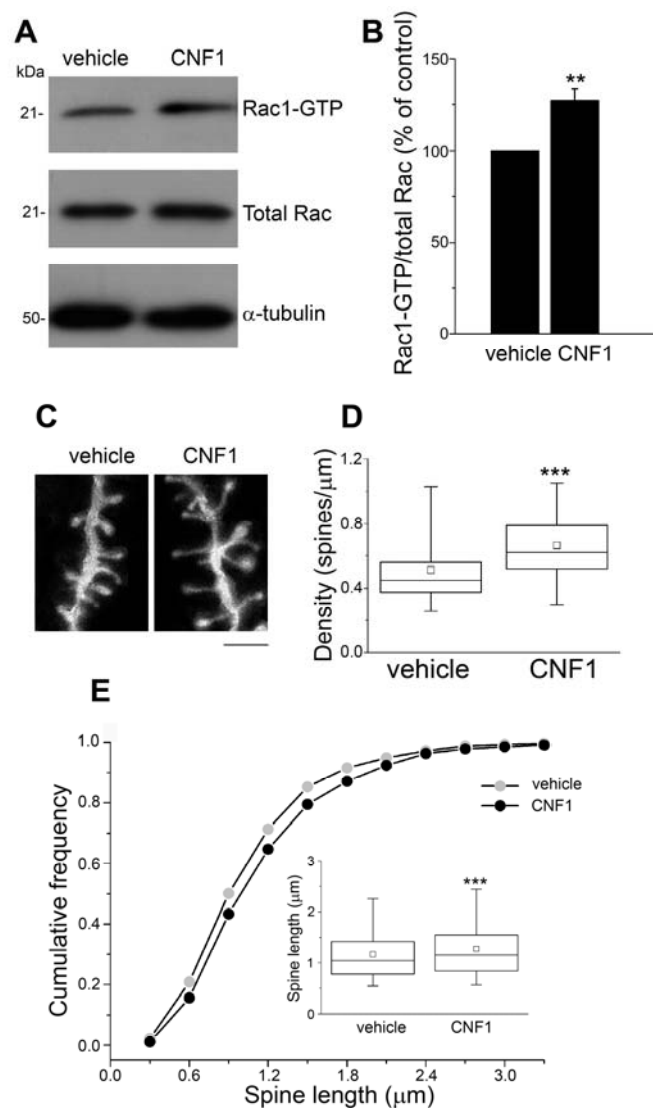 A
vehicle CNF1
kDa
21- Rac1-GTP
21- Total Rac
50- α-tubulin
B
Rac1-GTP/total Rac (% of control)
150
**
100
50
0
vehicle CNF1
C
vehicle CNF1
D
Density (spines/μm)
1.2
***
0.8
0.4
0.0
vehicle CNF1
E
Cumulative frequency
1.0
0.8
0.6
0.4
0.2
0.0
vehicle
CNF1
Spine length (μm)
3
***
2
1
0
vehicle CNF1
0.0 0.6 1.2 1.8 2.4 3.0
Spine length (μm)